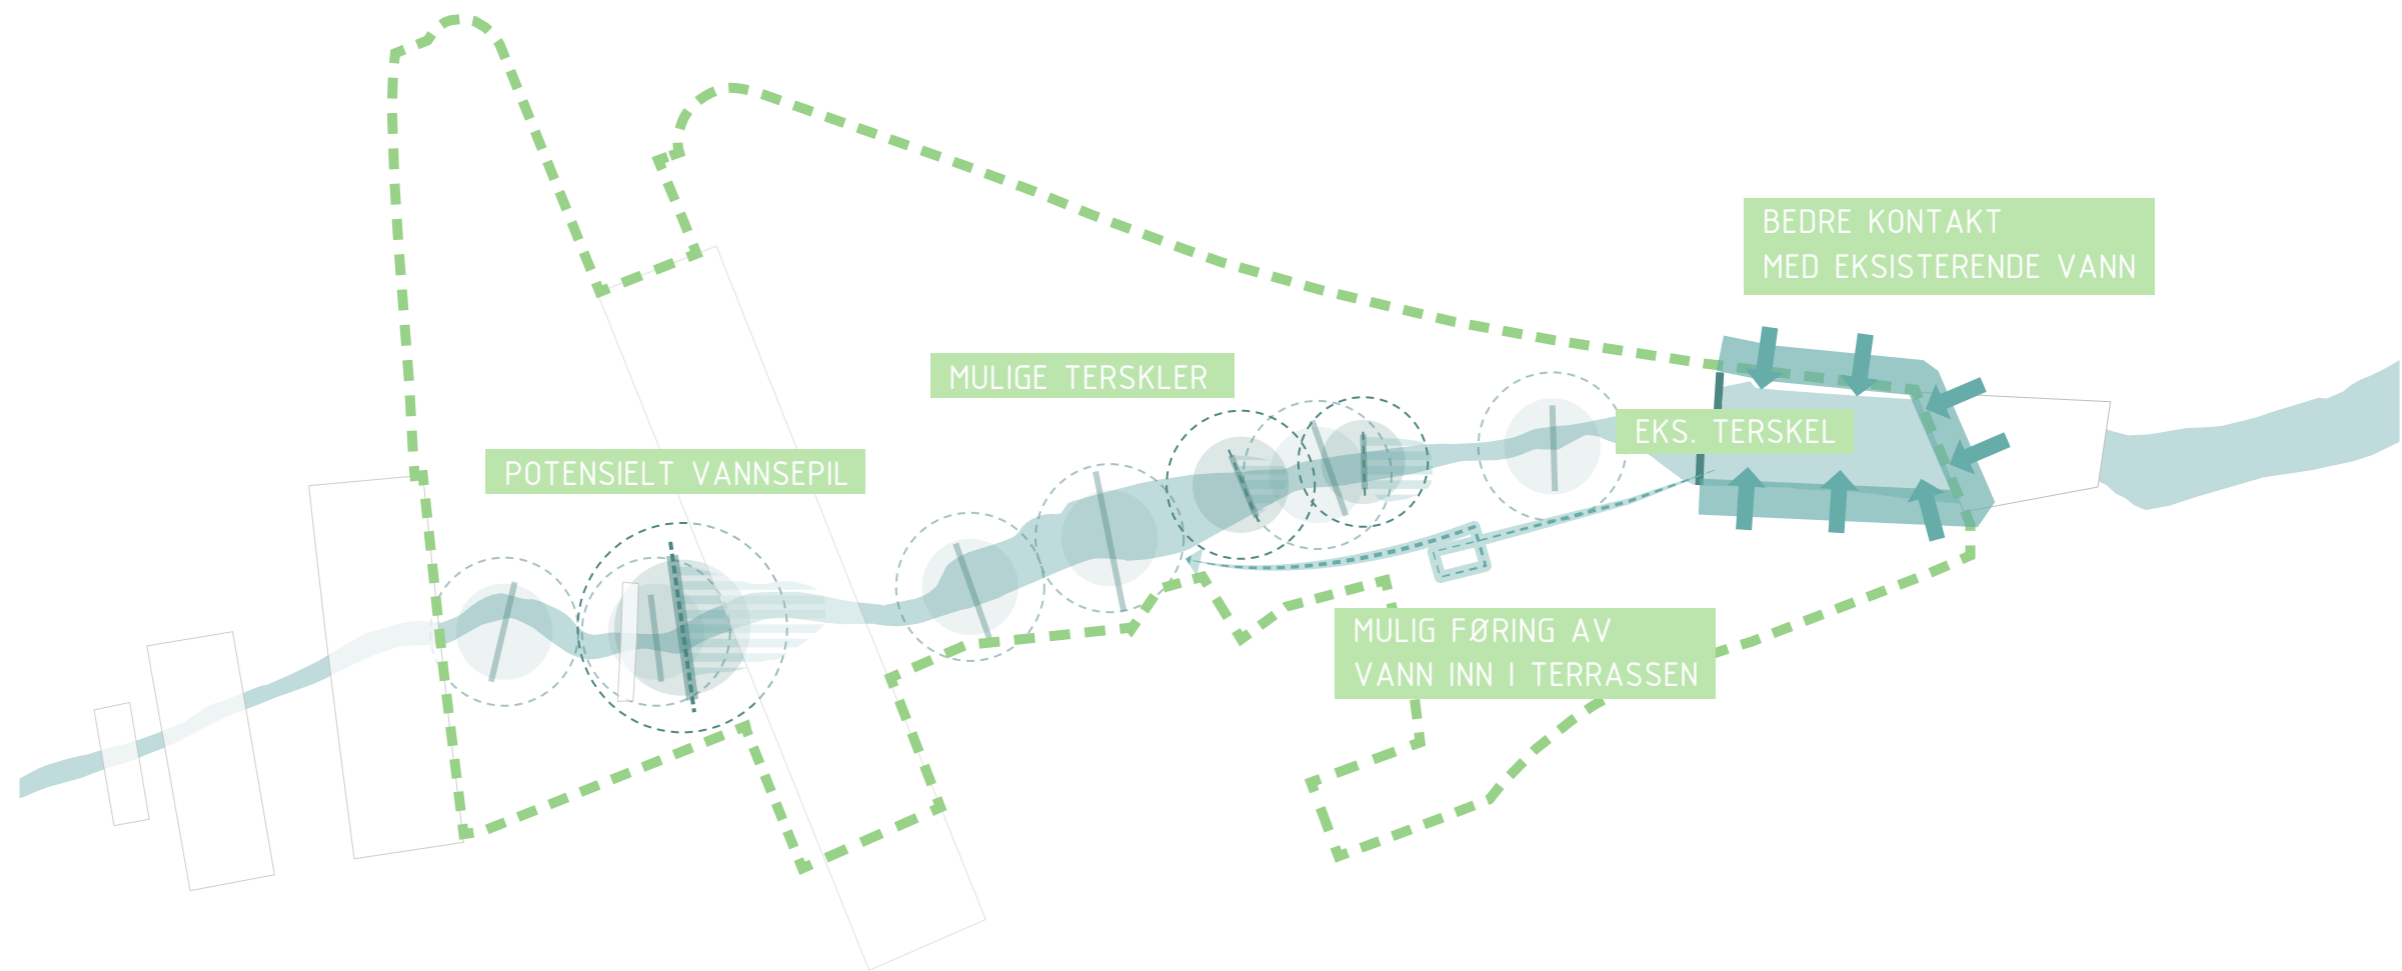 BEDRE KONTAKT
MED EKSISTERENDE VANN
MULIGE TERSKLER
EKS. TERSKEL
POTENSIELT VANNSEPIL
MULIG FØRING AV
VANN INN I TERRASSEN